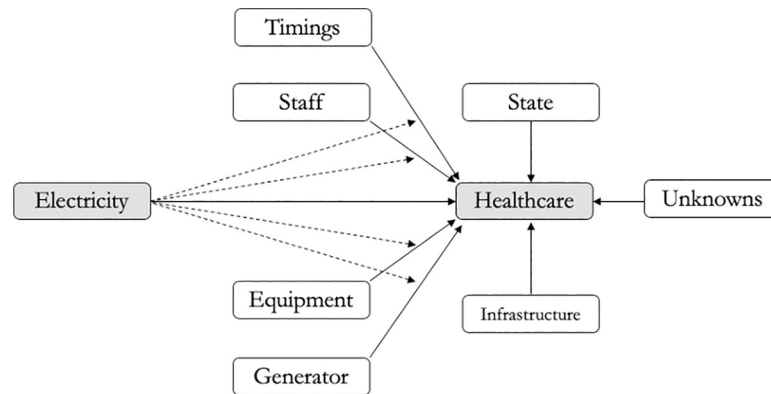 Timings
Staff
State
Electricity
Healthcare
Unknowns
Equipment
Infrastructure
Generator